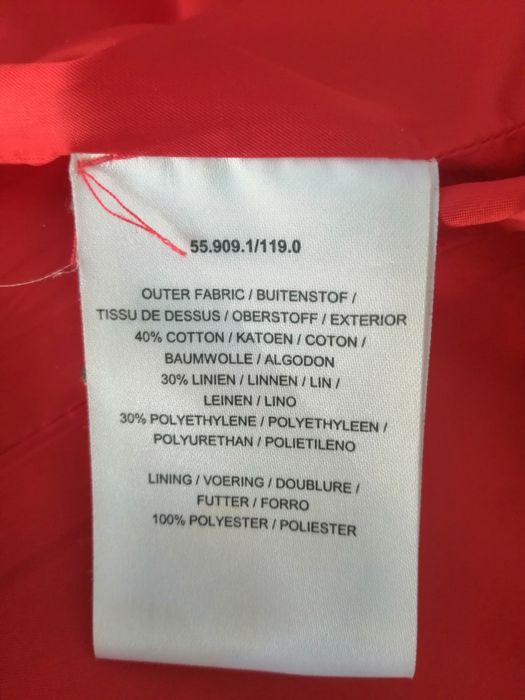 55.909.1/119.0
OUTER FABRIC / BUITENSTOF /
TISSU DE DESSUS / OBERSTOFF / EXTERIOR
40% COTTON / KATOEN / COTON /
BAUMWOLLE / ALGODON
30% LINIEN / LINNEN / LIN /
LEINEN / LINO
30% POLYETHYLENE / POLYETHYLEEN /
POLYURETHAN / POLIETILENO
LINING / VOERING / DOUBLURE /
FUTTER / FORRO
100% POLYESTER / POLIESTER